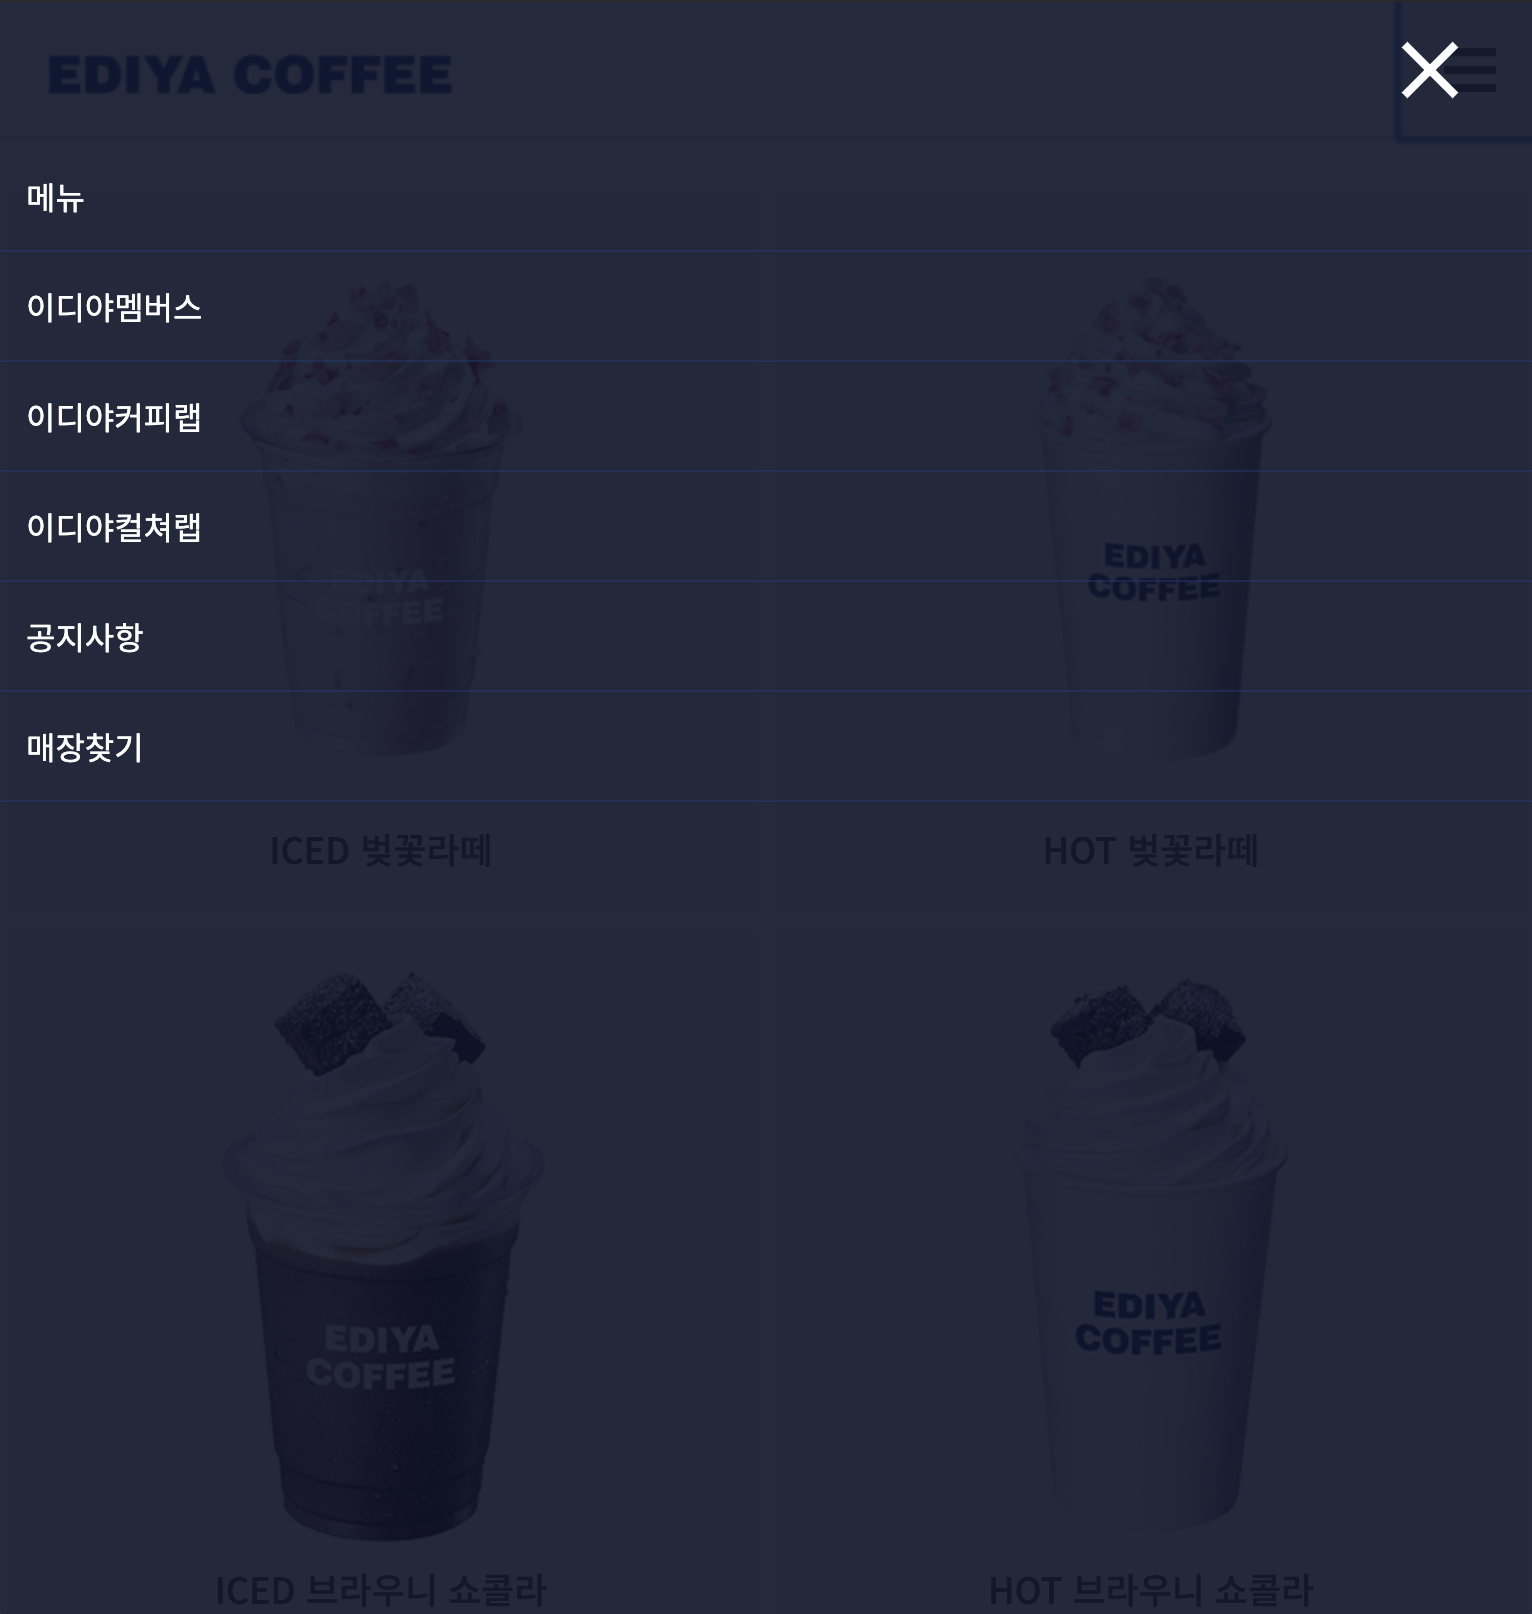 EDIYA COFFEE
메뉴
이디야멤버스
이디야커피랩
이디야컬쳐랩
공지사항
매장찾기
EDIYA
COFFEE
EDIYA
COFFEE
ICED 벚꽃라떼
HOT 벚꽃라떼
EDIYA
COFFEE
EDIYA
COFFEE
ICED 브라우니 쇼콜라
HOT 브라우니 쇼콜라